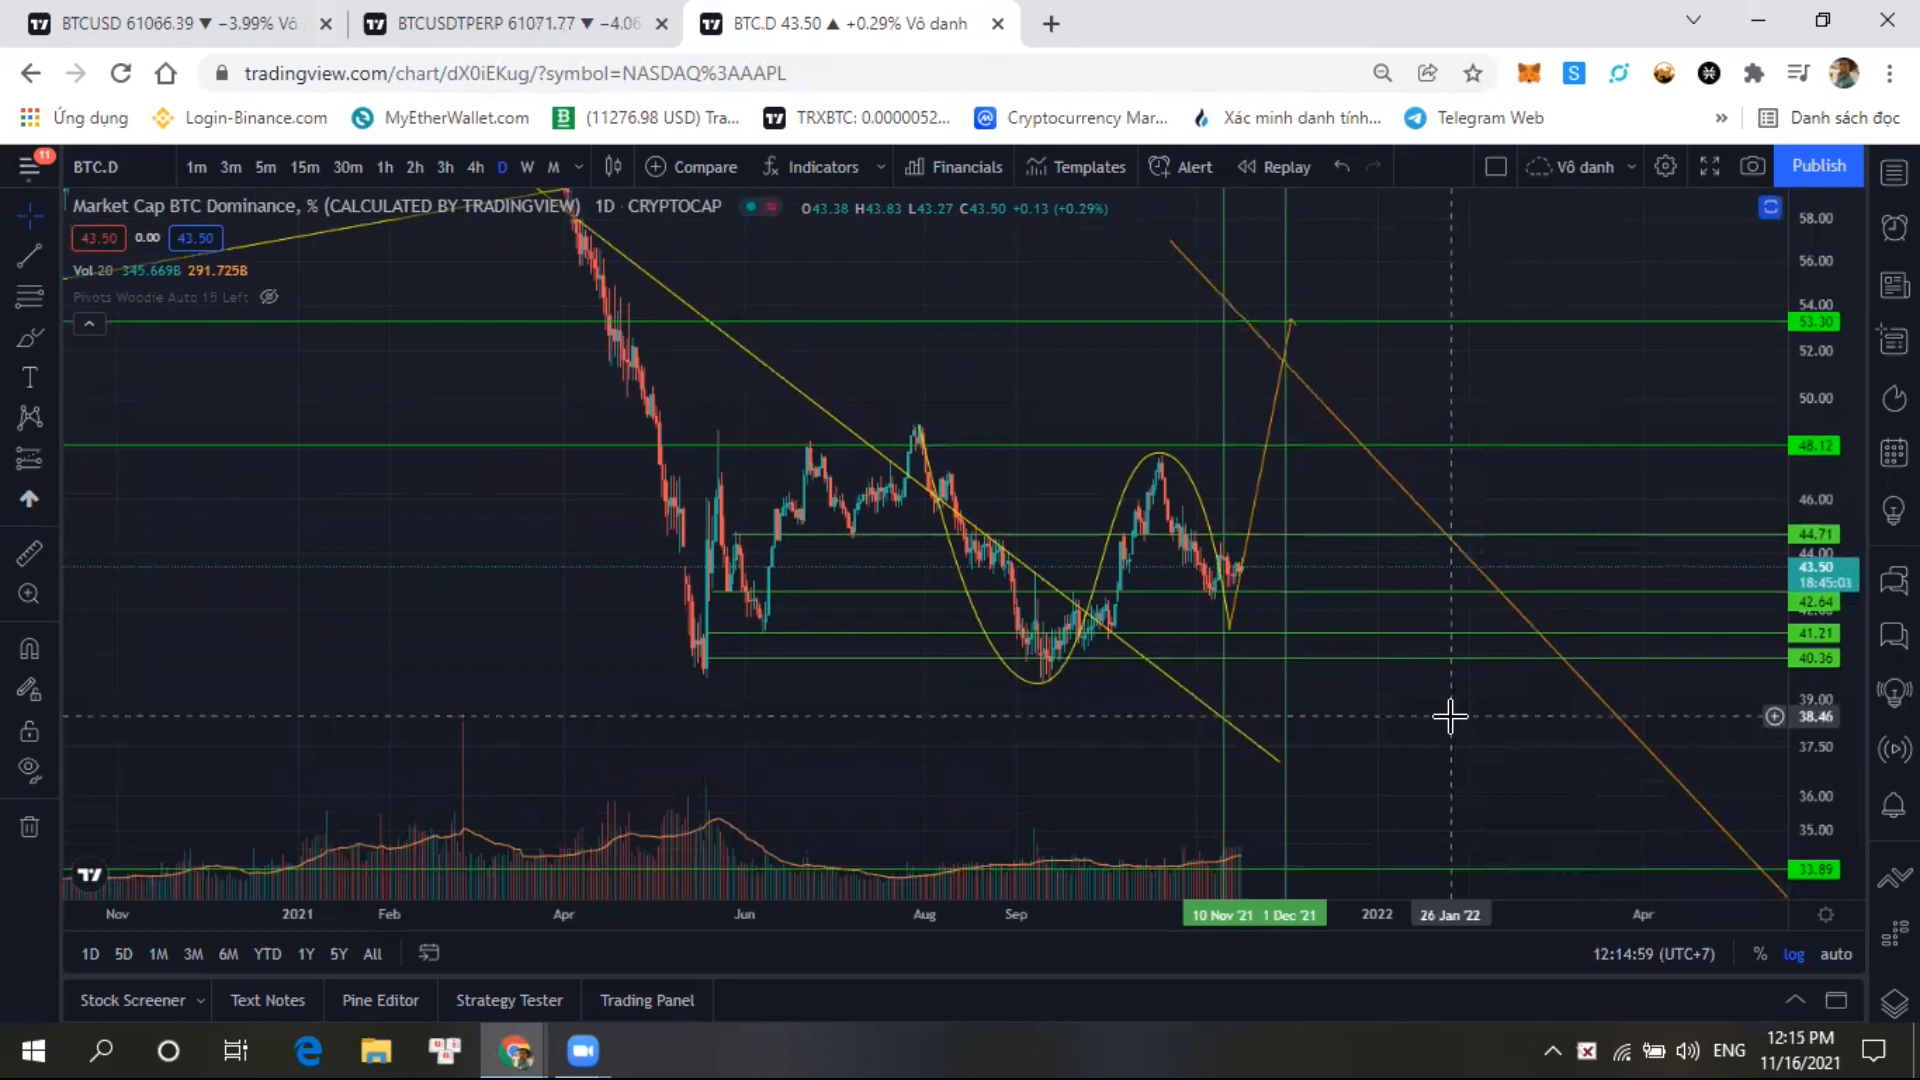 BTCUSD 61066.39 ▼ −3.99% Vô
BTCUSDTPERP 61071.77 ▼ −4.06
BTC.D 43.50 ▲ +0.29% Vô danh
tradingview.com/chart/dX0iEKug/?symbol=NASDAQ%3AAAPL
Ứng dụng
Login-Binance.com
MyEtherWallet.com
(11276.98 USD) Tra...
TRXBTC: 0.0000052...
Cryptocurrency Mar...
Xác minh danh tính...
Telegram Web
»
Danh sách đọc
11
BTC.D
1m 3m 5m 15m 30m 1h 2h 3h 4h D W M
Compare
Indicators
Financials
Templates
Alert
Replay
Vô danh
Publish
Market Cap BTC Dominance, % (CALCULATED BY TRADINGVIEW) 1D · CRYPTOCAP
O43.38 H43.83 L43.27 C43.50 +0.13 (+0.29%)
43.50 0.00 43.50
Vol 20 345.669B 291.725B
Pivots Woodie Auto 15 Left
58.00
56.00
54.00
53.30
52.00
50.00
48.12
46.00
44.71
44.00
43.50
18:45:03
42.64
41.21
40.36
39.00
38.46
37.50
36.00
35.00
33.89
Nov 2021 Feb Apr Jun Aug Sep 10 Nov '21 1 Dec '21 2022 26 Jan '22 Apr
1D 5D 1M 3M 6M YTD 1Y 5Y All
12:14:59 (UTC+7) % log auto
Stock Screener Text Notes Pine Editor Strategy Tester Trading Panel
ENG
12:15 PM
11/16/2021